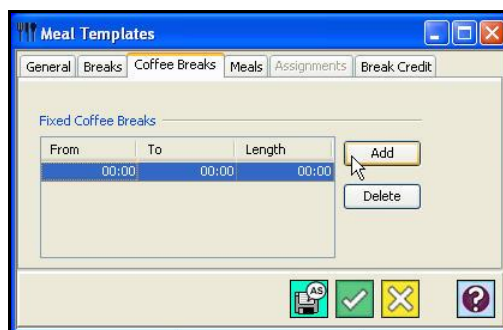 Meal Templates
General Breaks Coffee Breaks Meals Assignments Break Credit
Fixed Coffee Breaks
From To Length
00:00 00:00 00:00
Add
Delete
AS
?